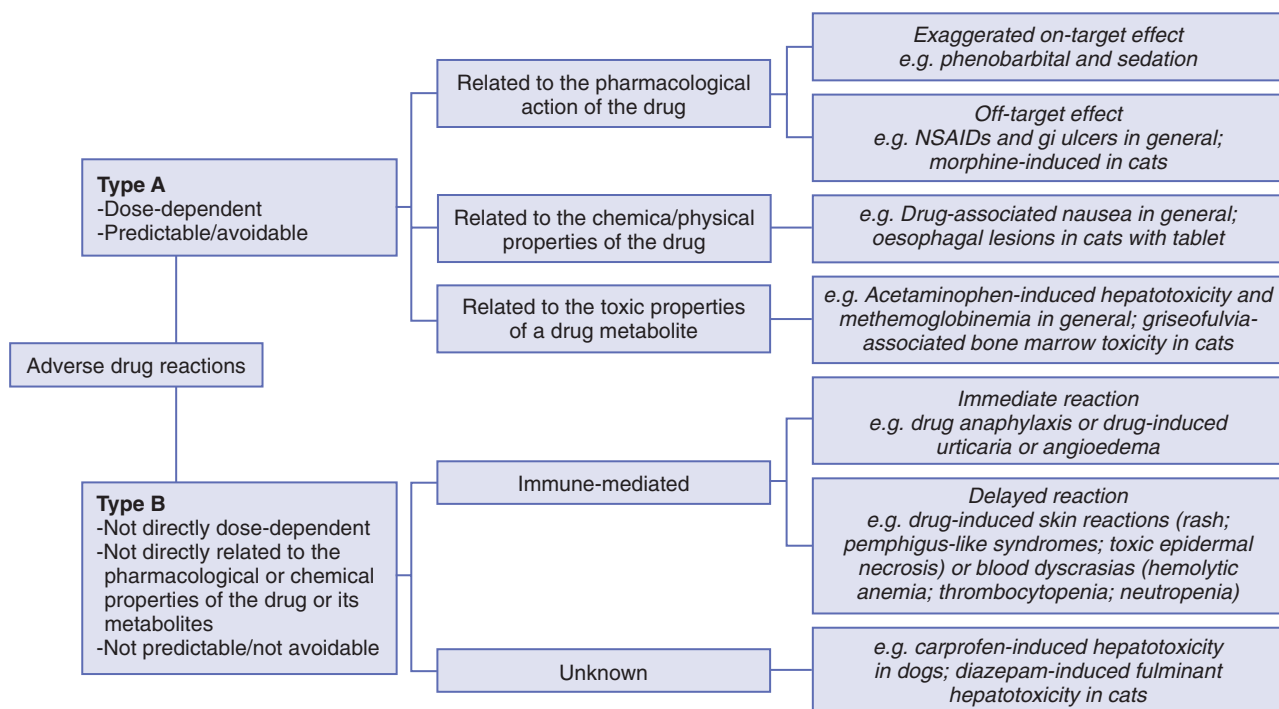 Adverse drug reactions
Type A
-Dose-dependent
-Predictable/avoidable
Related to the pharmacological
action of the drug
Exaggerated on-target effect
e.g. phenobarbital and sedation
Off-target effect
e.g. NSAIDs and gi ulcers in general;
morphine-induced in cats
Related to the chemica/physical
properties of the drug
e.g. Drug-associated nausea in general;
oesophagal lesions in cats with tablet
Related to the toxic properties
of a drug metabolite
e.g. Acetaminophen-induced hepatotoxicity and
methemoglobinemia in general; griseofulvia-
associated bone marrow toxicity in cats
Type B
-Not directly dose-dependent
-Not directly related to the
pharmacological or chemical
properties of the drug or its
metabolites
-Not predictable/not avoidable
Immune-mediated
Immediate reaction
e.g. drug anaphylaxis or drug-induced
urticaria or angioedema
Delayed reaction
e.g. drug-induced skin reactions (rash;
pemphigus-like syndromes; toxic epidermal
necrosis) or blood dyscrasias (hemolytic
anemia; thrombocytopenia; neutropenia)
Unknown
e.g. carprofen-induced hepatotoxicity
in dogs; diazepam-induced fulminant
hepatotoxicity in cats